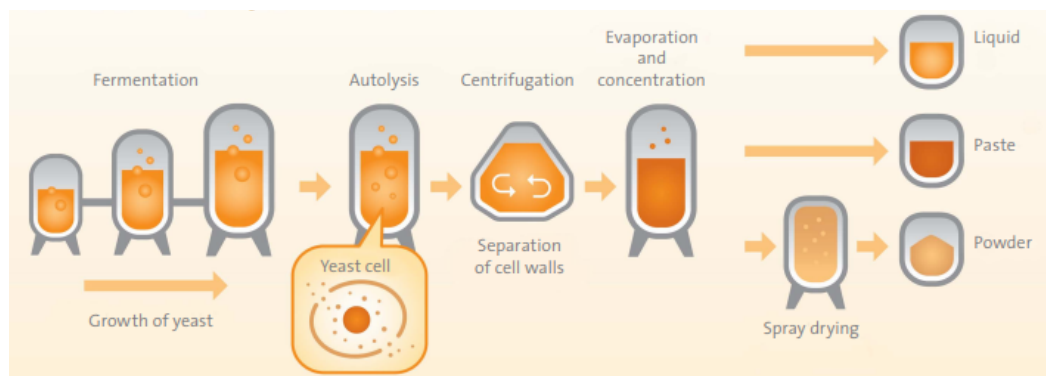 Fermentation
Growth of yeast
Autolysis
Yeast cell
Centrifugation
Separation
of cell walls
Evaporation
and
concentration
Liquid
Paste
Spray drying
Powder